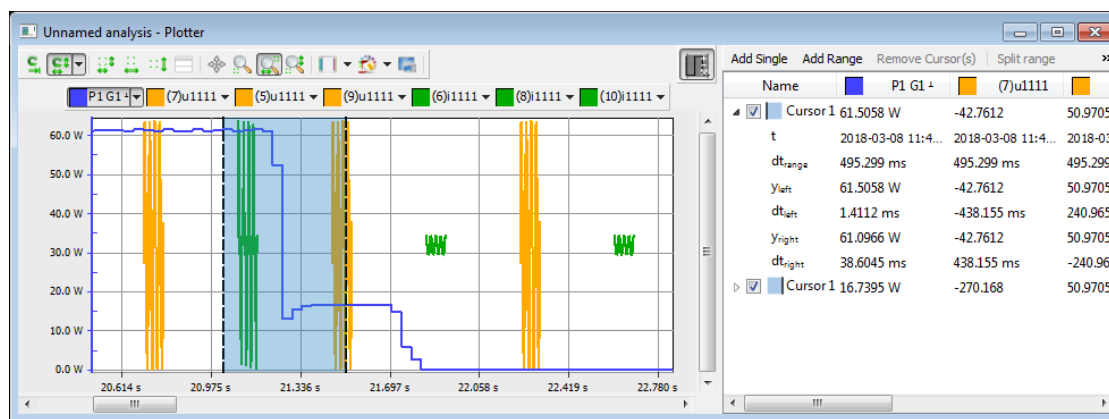 Unnamed analysis - Plotter
Add Single Add Range Remove Cursor(s) Split range »
P1 G1 (7)u1111 (5)u1111 (9)u1111 (6)i1111 (8)i1111 (10)i1111
Name P1 G1 (7)u1111
60.0 W
50.0 W
40.0 W
30.0 W
20.0 W
10.0 W
0.0 W
20.614 s 20.975 s 21.336 s 21.697 s 22.058 s 22.419 s 22.780 s
Cursor 1 61.5058 W -42.7612 50.9705
t 2018-03-08 11:4... 2018-03-08 11:4... 2018-03
dtrange 495.299 ms 495.299 ms 495.299
yleft 61.5058 W -42.7612 50.9705
dtleft 1.4112 ms -438.155 ms 240.965
yright 61.0966 W -42.7612 50.9705
dtright 38.6045 ms 438.155 ms -240.96
Cursor 1 16.7395 W -270.168 50.9705